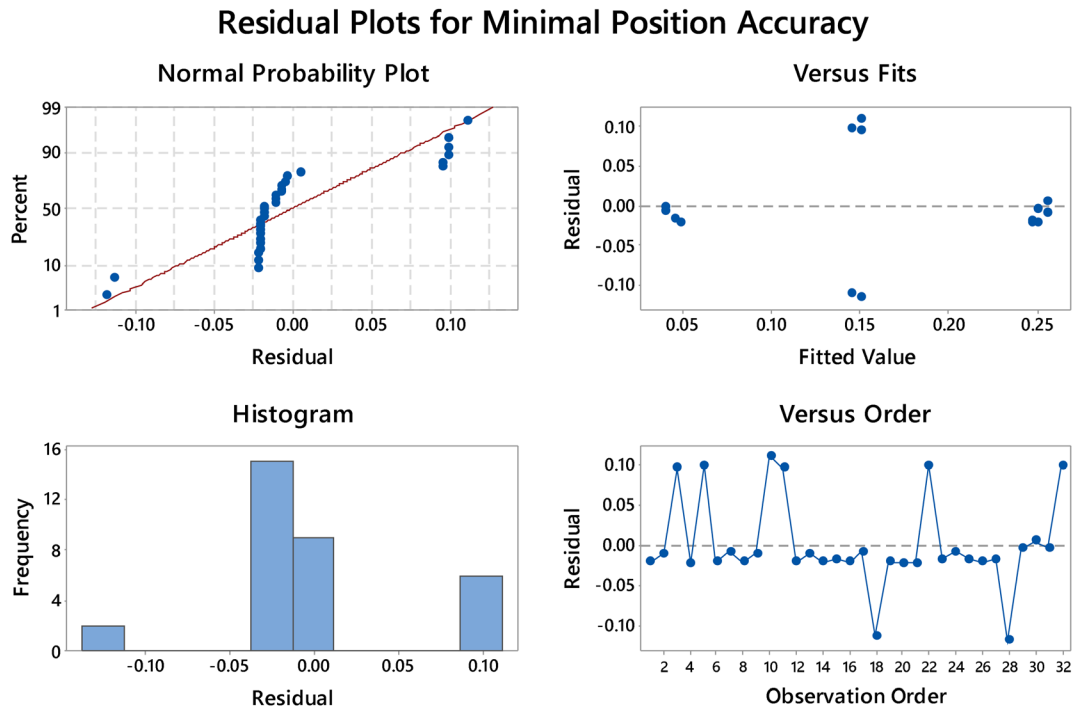 Residual Plots for Minimal Position Accuracy
Normal Probability Plot
99
90
50
10
1
Percent
-0.10 -0.05 0.00 0.05 0.10
Residual
Versus Fits
0.10
0.05
0.00
-0.05
-0.10
Residual
0.05 0.10 0.15 0.20 0.25
Fitted Value
Histogram
16
12
8
4
0
Frequency
-0.10 -0.05 0.00 0.05 0.10
Residual
Versus Order
0.10
0.05
0.00
-0.05
-0.10
Residual
2 4 6 8 10 12 14 16 18 20 22 24 26 28 30 32
Observation Order